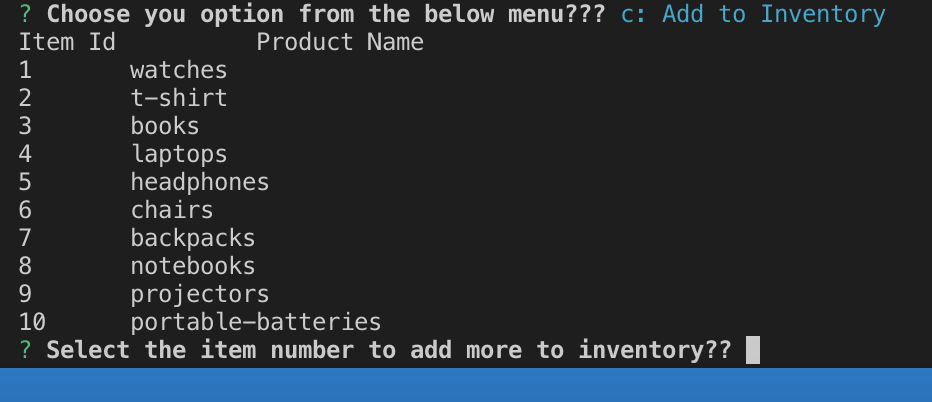 ? Choose you option from the below menu??? c: Add to Inventory
Item Id Product Name
1 watches
2 t-shirt
3 books
4 laptops
5 headphones
6 chairs
7 backpacks
8 notebooks
9 projectors
10 portable-batteries
? Select the item number to add more to inventory??